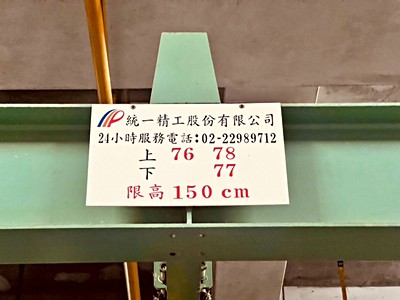 統一精工股份有限公司
24小時服務電話:02-22989712
上 76 78
下 77
限高 150 cm